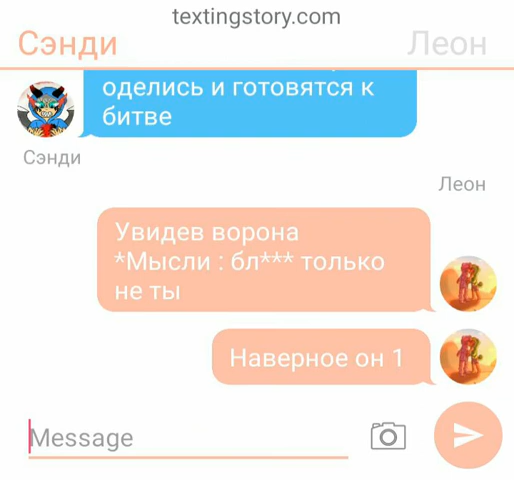 textingstory.com
Сэнди
Леон
оделись и готовятся к
битве
Сэнди
Леон
Увидев ворона
*Мысли : бл*** только
не ты
Наверное он 1
Message